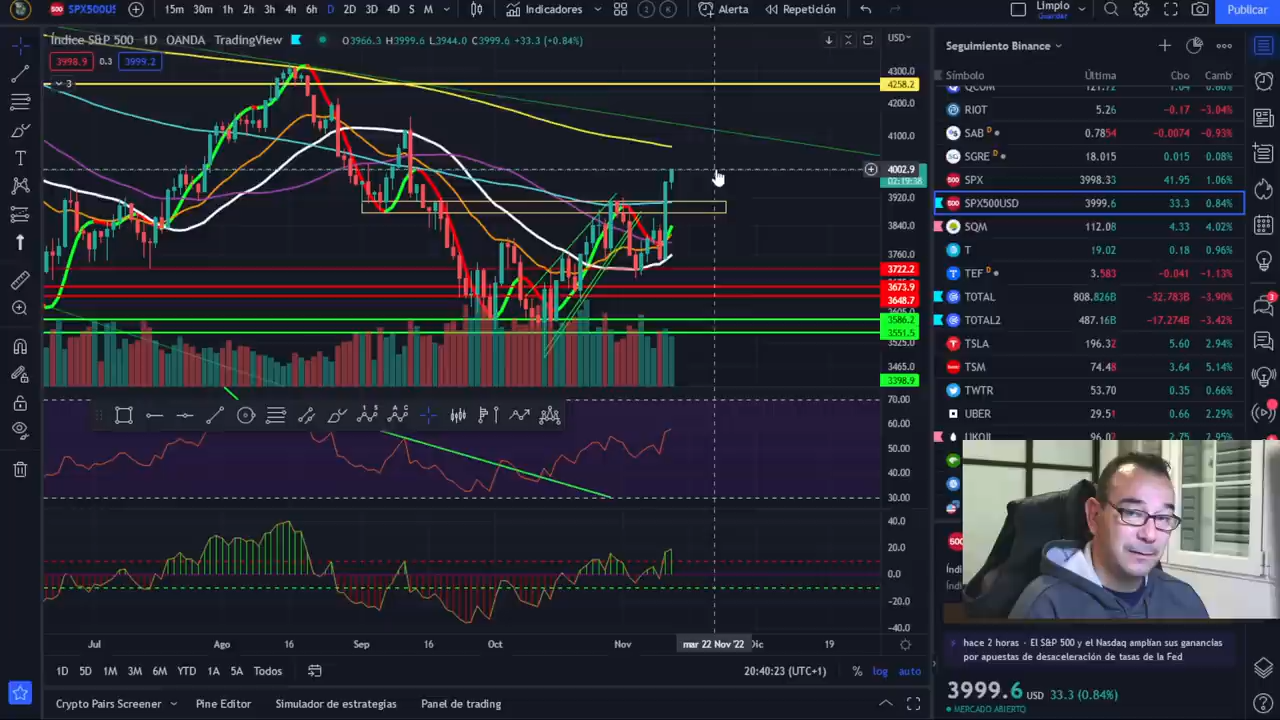 SPX500US
15m 30m 1h 2h 3h 4h 6h D 2D 3D 4D S M
Indicadores
Alerta
Repetición
Limpio
Guardar
Publicar
Índice S&P 500 1D OANDA TradingView
O3966.3 H3999.6 L3944.0 C3999.6 +33.3 (+0.84%)
USD
3998.9 0.3 3999.2
3
4300.0
4258.2
4200.0
4100.0
4002.9
02:19:38
3920.0
3840.0
3760.0
3722.2
3673.9
3648.7
3586.2
3551.5
3525.0
3465.0
3398.9
70.00
60.00
50.00
40.00
30.00
40.0
20.0
0.0
-20.0
-40.0
Jul Ago 16 Sep 16 Oct Nov mar 22 Nov '22 Dic 19
1D 5D 1M 3M 6M YTD 1A 5A Todos
20:40:23 (UTC+1) % log auto
Crypto Pairs Screener Pine Editor Simulador de estrategias Panel de trading
Seguimiento Binance
Símbolo Última Cbo Camb
QCOM 121.72 1.04 0.86%
RIOT 5.26 -0.17 -3.04%
SAB D 0.7854 -0.0074 -0.93%
SGRE D 18.015 0.015 0.08%
SPX 3998.33 41.95 1.06%
SPX500USD 3999.6 33.3 0.84%
SQM 112.08 4.33 4.02%
T 19.02 0.18 0.96%
TEF D 3.583 -0.041 -1.13%
TOTAL 808.826B -32.783B -3.90%
TOTAL2 487.16B -17.274B -3.42%
TSLA 196.32 5.60 2.94%
TSM 74.48 3.64 5.14%
TWTR 53.70 0.35 0.66%
UBER 29.51 0.66 2.29%
UKOIL 96.02 2.75 2.95%
hace 2 horas · El S&P 500 y el Nasdaq amplían sus ganancias
por apuestas de desaceleración de tasas de la Fed
3999.6 USD 33.3 (0.84%)
MERCADO ABIERTO